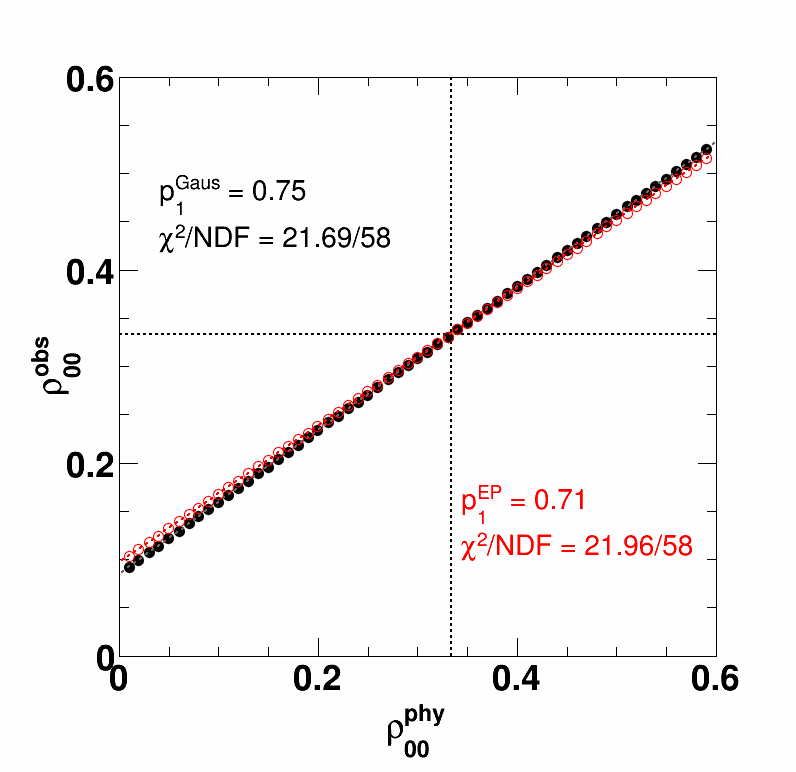 0.6
p₁ᴳᵃᵘˢ = 0.75
χ²/NDF = 21.69/58
0.4
ρ₀₀ᵒᵇˢ
0.2
p₁ᴱᴾ = 0.71
χ²/NDF = 21.96/58
0
0 0.2 0.4 0.6
ρ₀₀ᵖʰʸ